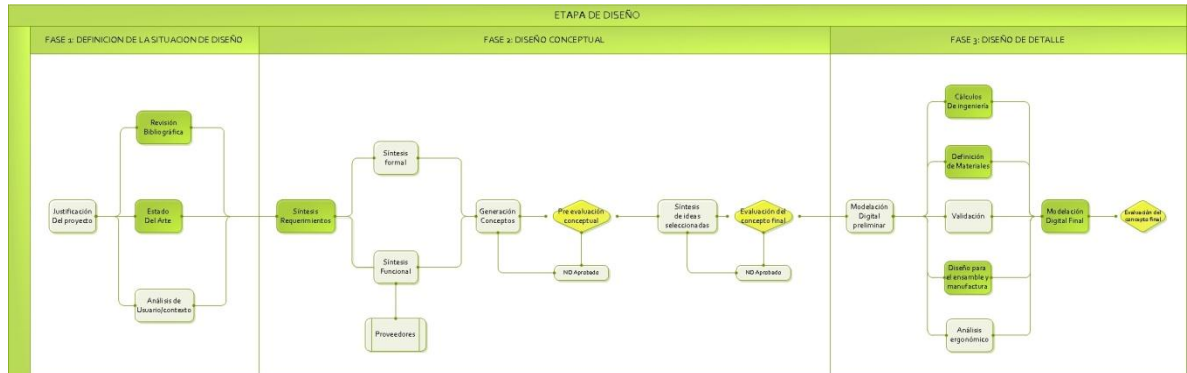 ETAPA DE DISEÑO
FASE 1: DEFINICION DE LA SITUACION DE DISEÑO
FASE 2: DISEÑO CONCEPTUAL
FASE 3: DISEÑO DE DETALLE
Justificación
Del proyecto
Revisión
Bibliográfica
Estado
Del Arte
Análisis de
Usuario/contexto
Síntesis
Requerimientos
Síntesis
formal
Síntesis
Funcional
Proveedores
Generación
Conceptos
Pre evaluación
conceptual
NO Aprobado
Síntesis
de ideas
seleccionadas
Evaluación del
concepto final
NO Aprobado
Modelación
Digital
preliminar
Cálculos
De ingeniería
Definición
de Materiales
Validación
Diseño para
el ensamble y
manufactura
Análisis
ergonómico
Modelación
Digital Final
Evaluación del
concepto final